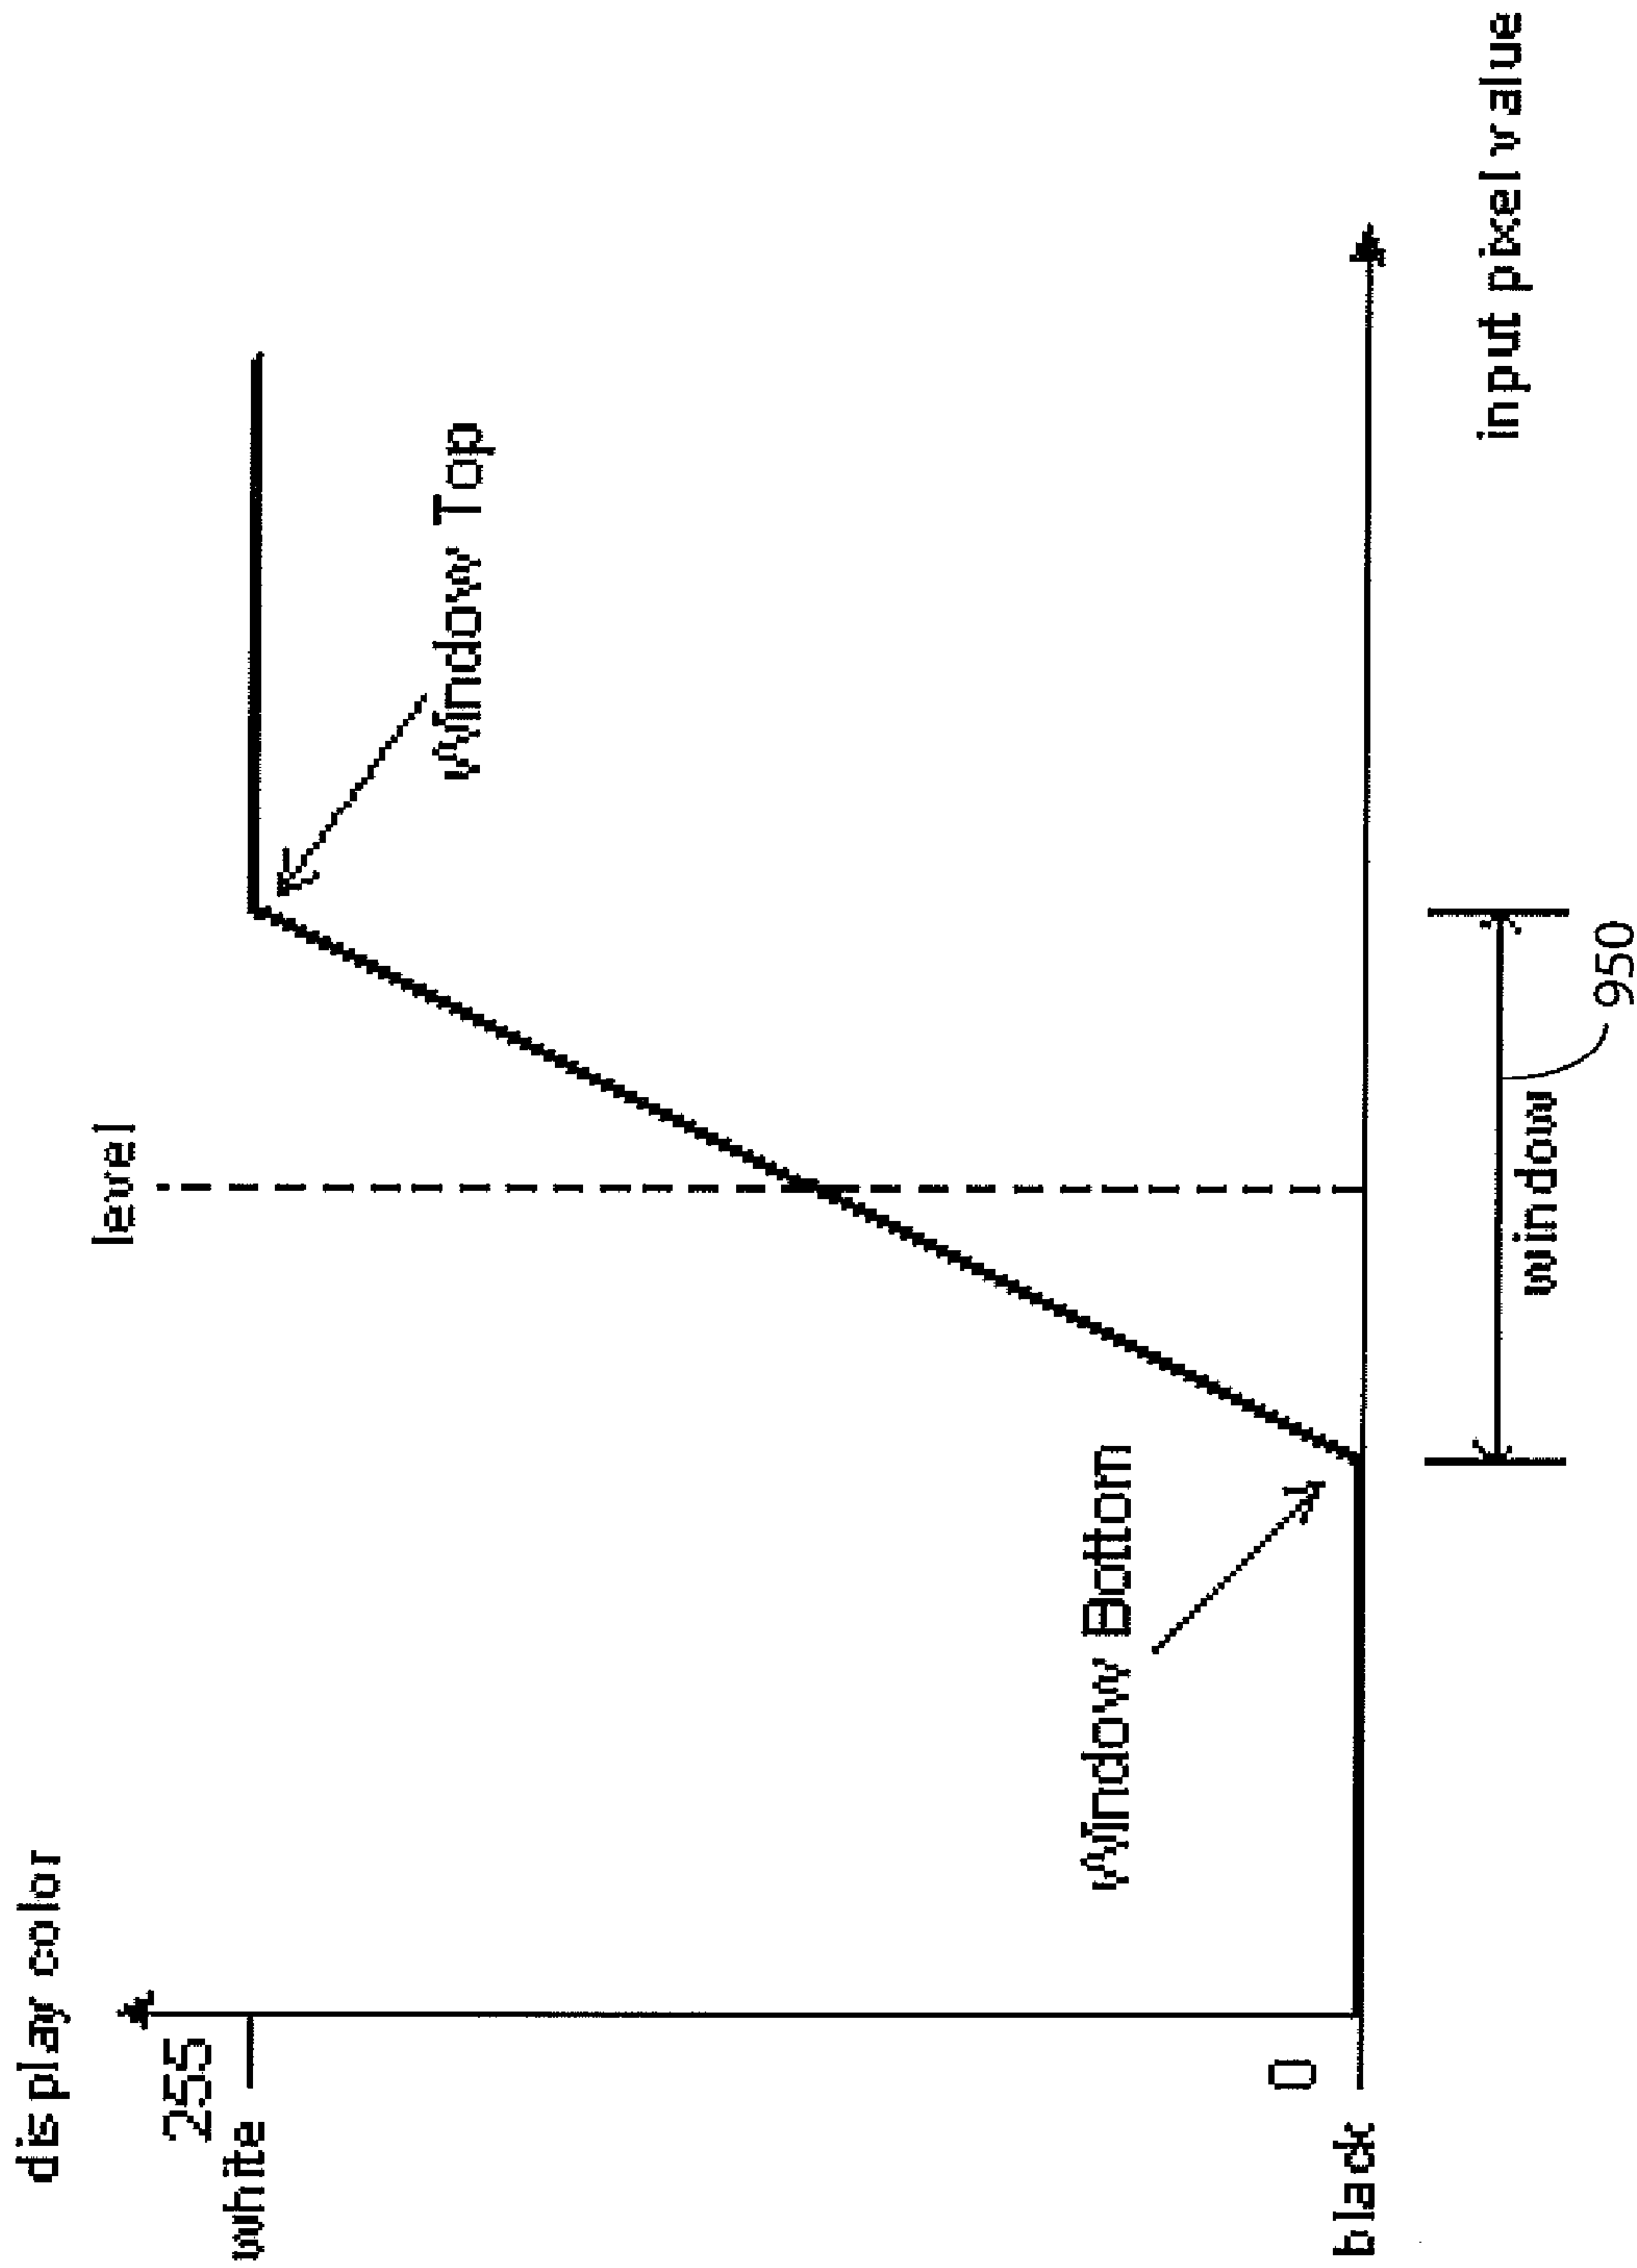 display color
level
255
white
Window Top
Window Bottom
0
black
input pixel value
window
950